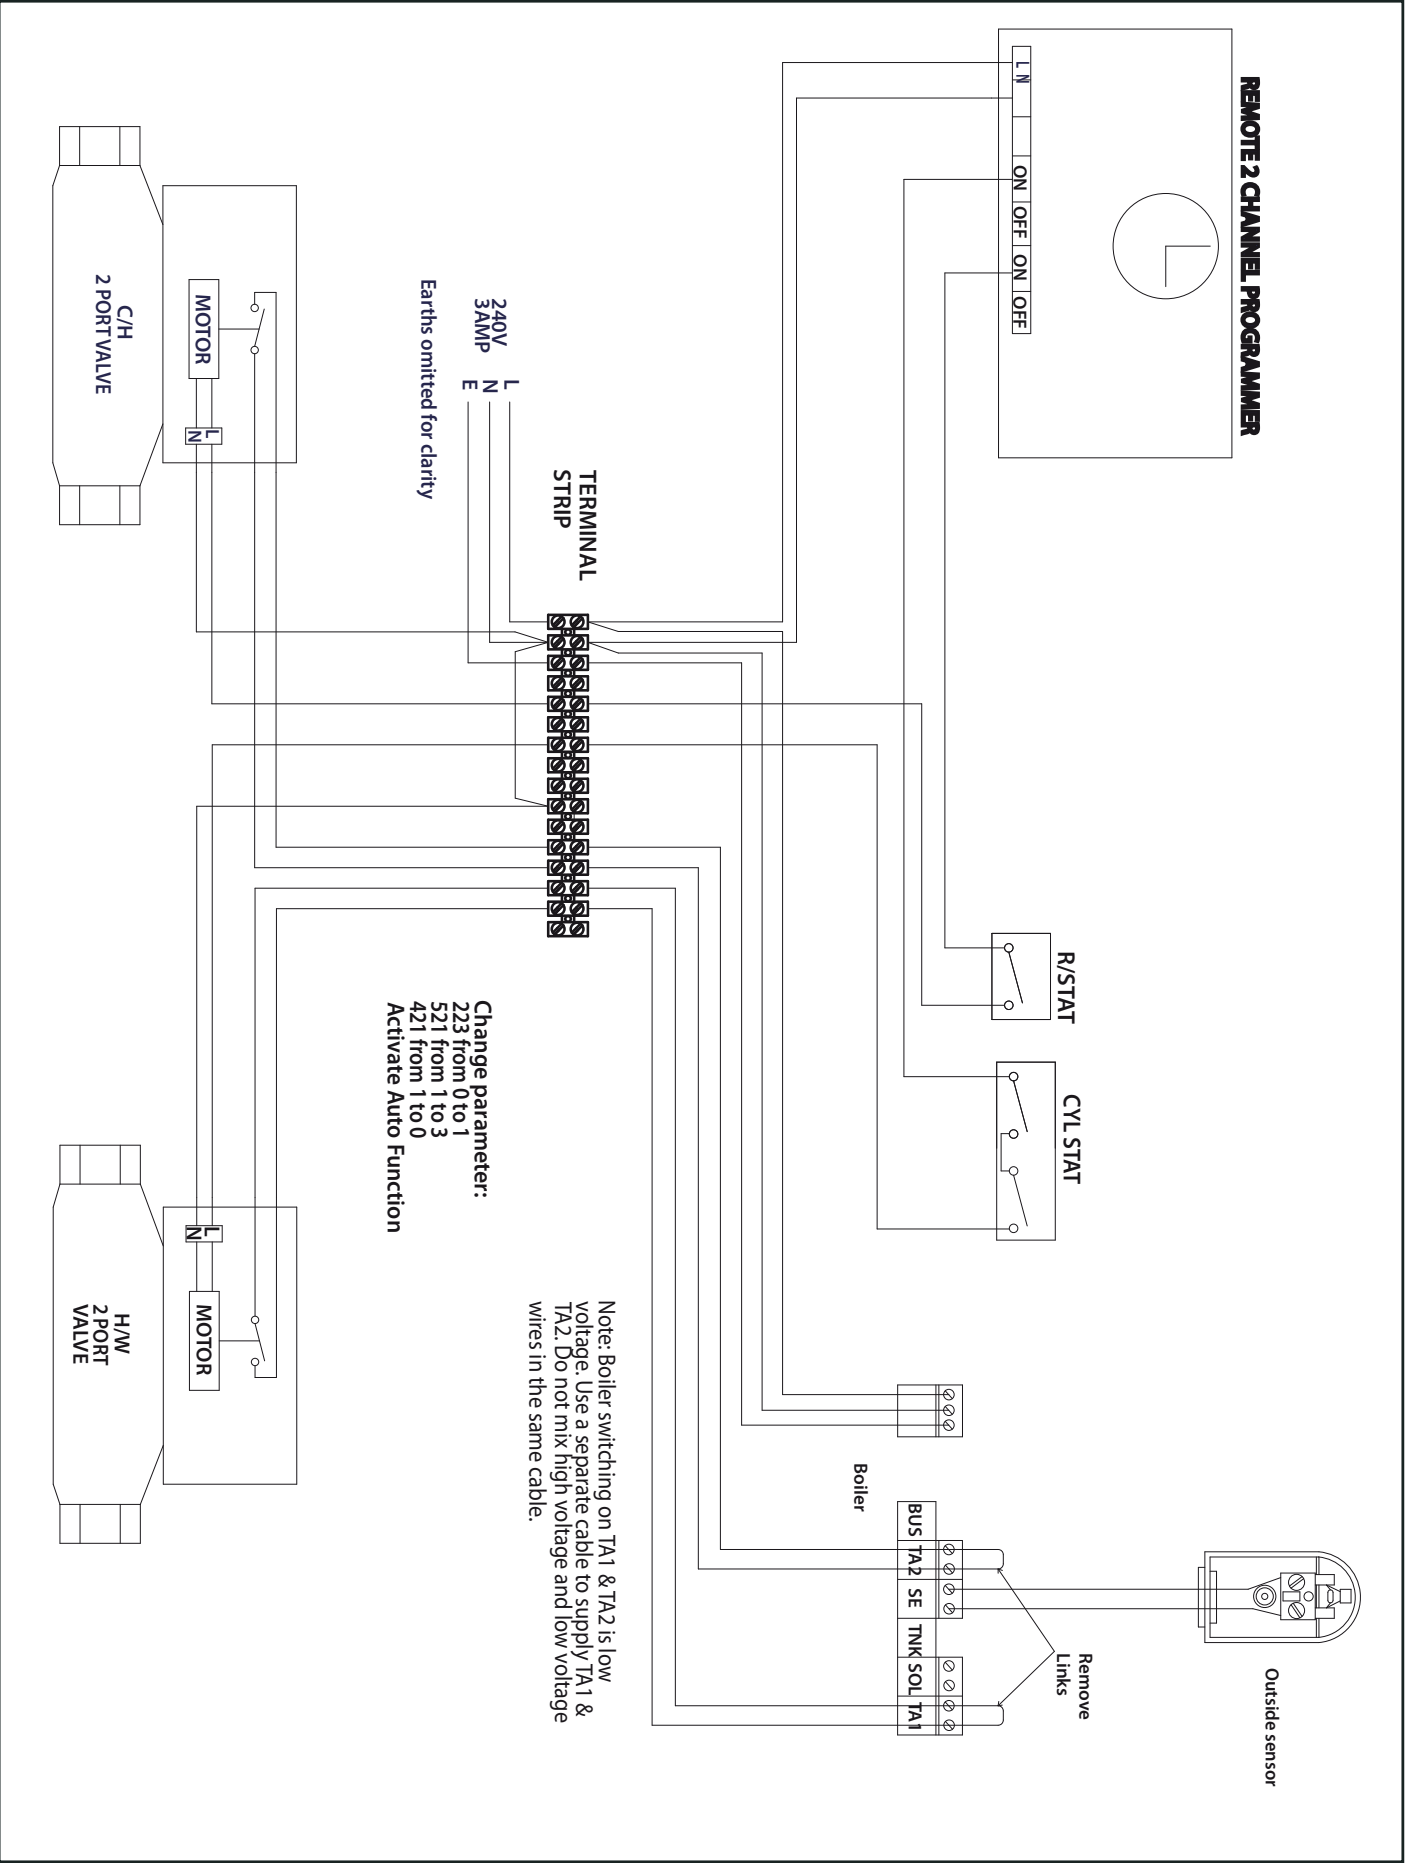 REMOTE 2 CHANNEL PROGRAMMER
L N
ON OFF ON OFF
R/STAT
CYL STAT
Outside sensor
Remove
Links
Boiler
BUS TA2 SE TNK SOL TA1
TERMINAL
STRIP
240V
3AMP
L
N
E
Earths omitted for clarity
Note: Boiler switching on TA1 & TA2 is low
voltage. Use a separate cable to supply TA1 &
TA2. Do not mix high voltage and low voltage
wires in the same cable.
Change parameter:
223 from 0 to 1
521 from 1 to 3
421 from 1 to 0
Activate Auto Function
MOTOR
L
N
C/H
2 PORT VALVE
L
N
MOTOR
H/W
2 PORT
VALVE